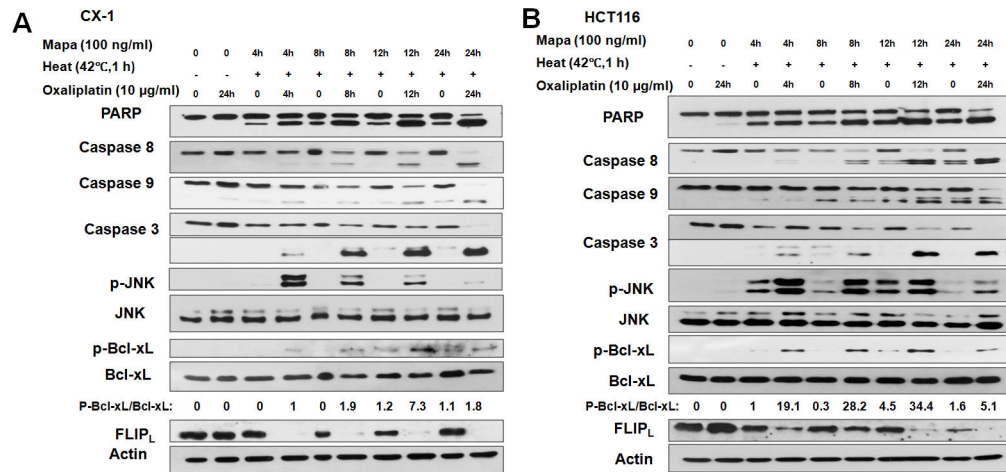 A
CX-1
Mapa (100 ng/ml) 0 0 4h 4h 8h 8h 12h 12h 24h 24h
Heat (42℃,1 h) - - + + + + + + + +
Oxaliplatin (10 µg/ml) 0 24h 0 4h 0 8h 0 12h 0 24h
PARP
Caspase 8
Caspase 9
Caspase 3
p-JNK
JNK
p-Bcl-xL
Bcl-xL
P-Bcl-xL/Bcl-xL: 0 0 0 1 0 1.9 1.2 7.3 1.1 1.8
FLIPL
Actin
B
HCT116
Mapa (100 ng/ml) 0 0 4h 4h 8h 8h 12h 12h 24h 24h
Heat (42℃,1 h) - - + + + + + + + +
Oxaliplatin (10 µg/ml) 0 24h 0 4h 0 8h 0 12h 0 24h
PARP
Caspase 8
Caspase 9
Caspase 3
p-JNK
JNK
p-Bcl-xL
Bcl-xL
P-Bcl-xL/Bcl-xL: 0 0 1 19.1 0.3 28.2 4.5 34.4 1.6 5.1
FLIPL
Actin